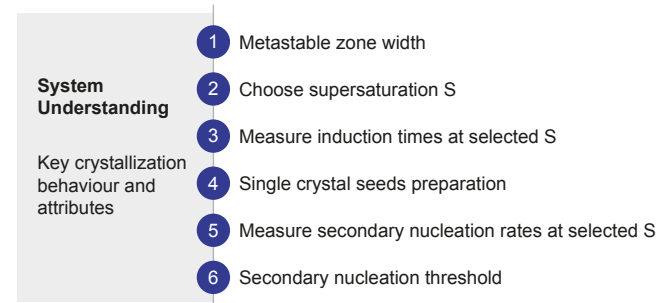 System
Understanding
Key crystallization
behaviour and
attributes
1 Metastable zone width
2 Choose supersaturation S
3 Measure induction times at selected S
4 Single crystal seeds preparation
5 Measure secondary nucleation rates at selected S
6 Secondary nucleation threshold